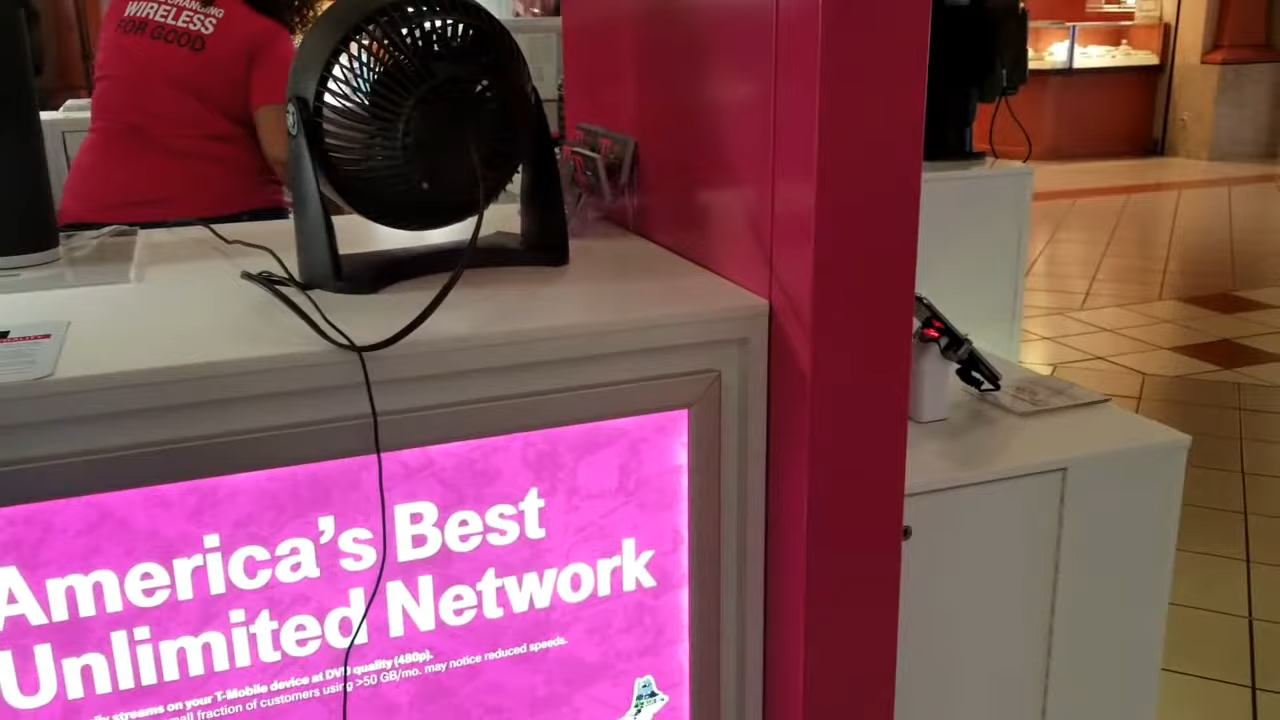 WIRELESS
FOR GOOD
America's Best
Unlimited Network
streams on your T-Mobile device at DVD quality (480p).
small fraction of customers using >50 GB/mo. may notice reduced speeds.